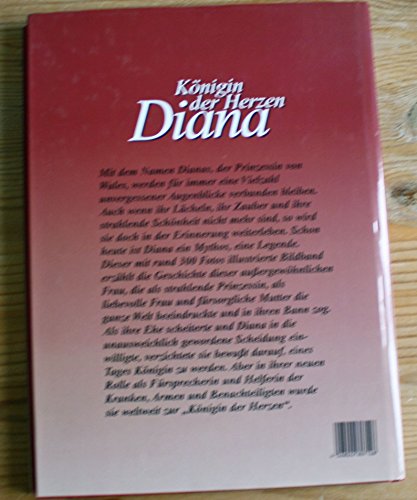 Königin
der Herzen
Diana
Mit dem Namen Dianas, der Prinzessin von
Wales, werden für immer eine Vielzahl
unvergessener Augenblicke verbunden bleiben.
Auch wenn ihr Lächeln, ihr Zauber und ihre
strahlende Schönheit nicht mehr sind, so wird
sie doch in der Erinnerung weiterleben. Schon
heute ist Diana ein Mythos, eine Legende.
Dieser mit rund 300 Fotos illustrierte Bildband
erzählt die Geschichte dieser außergewöhnlichen
Frau, die als strahlende Prinzessin, als
liebevolle Frau und fürsorgliche Mutter die
ganze Welt beeindruckte und in ihren Bann zog.
Als ihre Ehe scheiterte und Diana in die
unausweichlich gewordene Scheidung ein-
willigte, verzichtete sie bewußt darauf, eines
Tages Königin zu werden. Aber in ihrer neuen
Rolle als Fürsprecherin und Helferin der
Kranken, Armen und Benachteiligten wurde
sie weltweit zur „Königin der Herzen“.